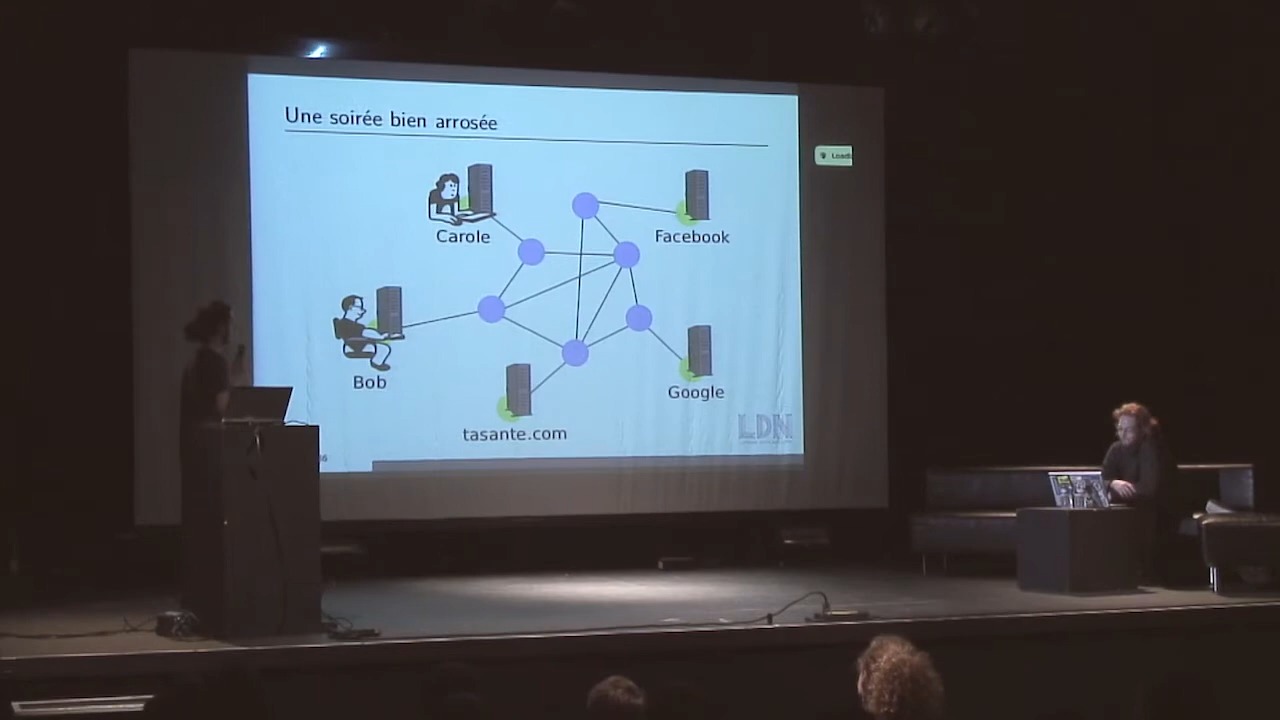 Une soirée bien arrosée
Carole
Facebook
Bob
Google
tasante.com
LDN